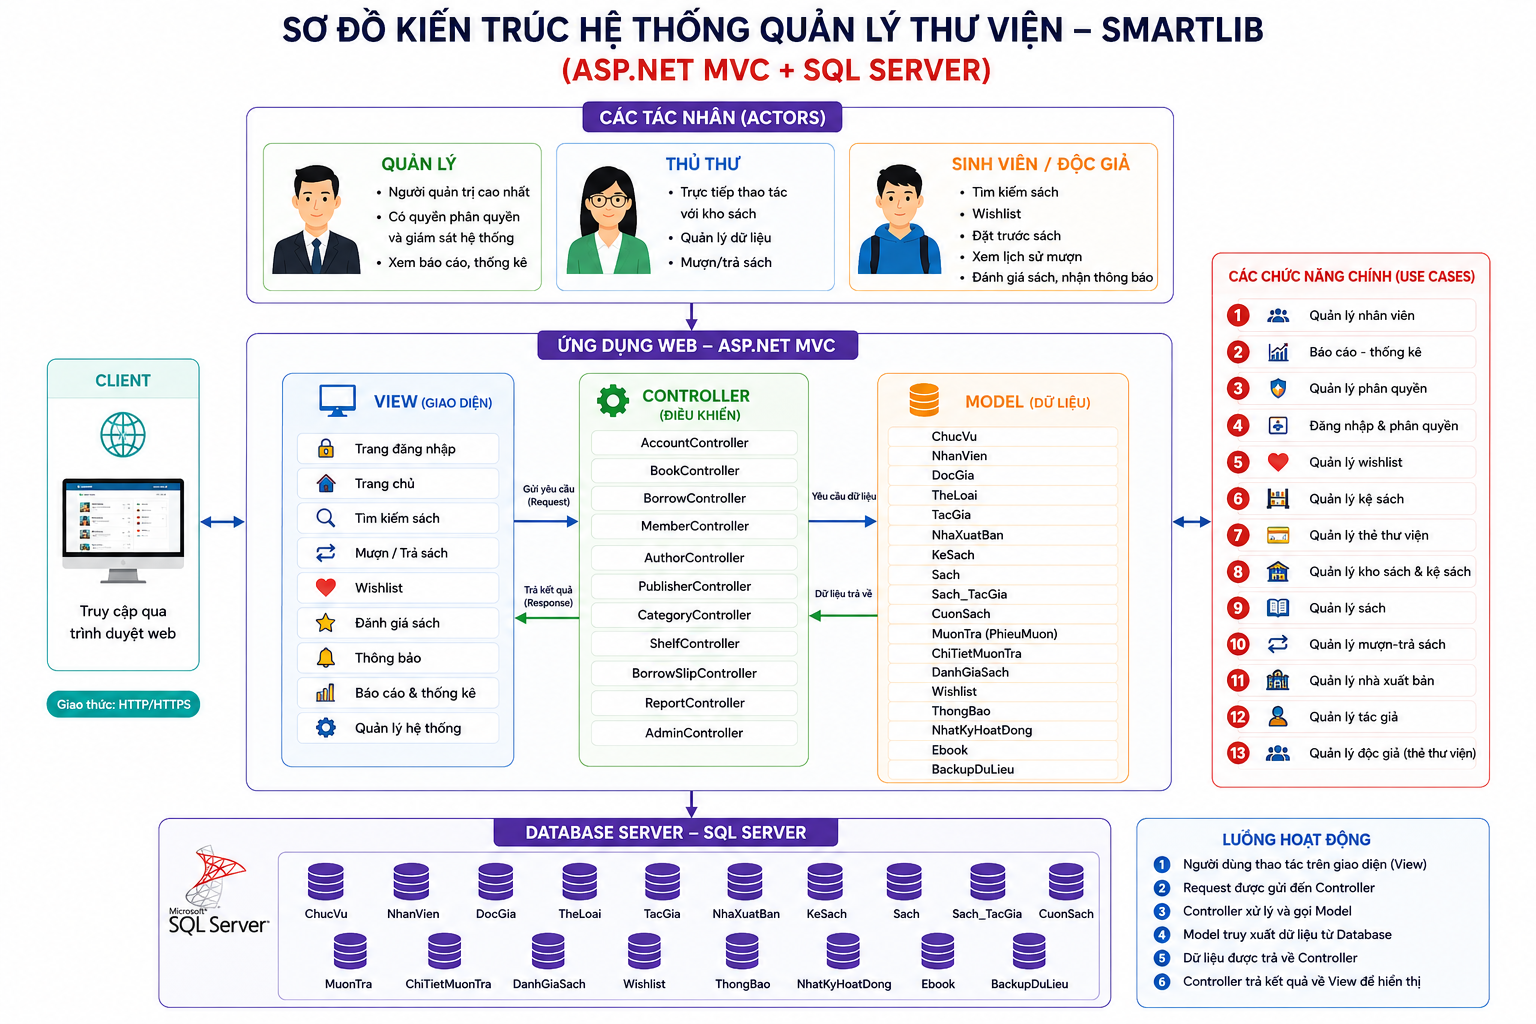 SƠ ĐỒ KIẾN TRÚC HỆ THỐNG QUẢN LÝ THƯ VIỆN – SMARTLIB
(ASP.NET MVC + SQL SERVER)
CÁC TÁC NHÂN (ACTORS)
QUẢN LÝ
• Người quản trị cao nhất
• Có quyền phân quyền
và giám sát hệ thống
• Xem báo cáo, thống kê
THỦ THƯ
• Trực tiếp thao tác
với kho sách
• Quản lý dữ liệu
• Mượn/trả sách
SINH VIÊN / ĐỘC GIẢ
• Tìm kiếm sách
• Wishlist
• Đặt trước sách
• Xem lịch sử mượn
• Đánh giá sách, nhận thông báo
CLIENT
Truy cập qua
trình duyệt web
Giao thức: HTTP/HTTPS
ỨNG DỤNG WEB – ASP.NET MVC
VIEW (GIAO DIỆN)
Trang đăng nhập
Trang chủ
Tìm kiếm sách
Mượn / Trả sách
Wishlist
Đánh giá sách
Thông báo
Báo cáo & thống kê
Quản lý hệ thống
Gửi yêu cầu
(Request)
Trả kết quả
(Response)
CONTROLLER
(ĐIỀU KHIỂN)
AccountController
BookController
BorrowController
MemberController
AuthorController
PublisherController
CategoryController
ShelfController
BorrowSlipController
ReportController
AdminController
Yêu cầu dữ liệu
Dữ liệu trả về
MODEL (DỮ LIỆU)
ChucVu
NhanVien
DocGia
TheLoai
TacGia
NhaXuatBan
KeSach
Sach
Sach_TacGia
CuonSach
MuonTra (PhieuMuon)
ChiTietMuonTra
DanhGiaSach
Wishlist
ThongBao
NhatKyHoatDong
Ebook
BackupDuLieu
CÁC CHỨC NĂNG CHÍNH (USE CASES)
1 Quản lý nhân viên
2 Báo cáo - thống kê
3 Quản lý phân quyền
4 Đăng nhập & phân quyền
5 Quản lý wishlist
6 Quản lý kệ sách
7 Quản lý thẻ thư viện
8 Quản lý kho sách & kệ sách
9 Quản lý sách
10 Quản lý mượn-trả sách
11 Quản lý nhà xuất bản
12 Quản lý tác giả
13 Quản lý độc giả (thẻ thư viện)
DATABASE SERVER – SQL SERVER
Microsoft®
SQL Server®
ChucVu
NhanVien
DocGia
TheLoai
TacGia
NhaXuatBan
KeSach
Sach
Sach_TacGia
CuonSach
MuonTra
ChiTietMuonTra
DanhGiaSach
Wishlist
ThongBao
NhatKyHoatDong
Ebook
BackupDuLieu
LUỒNG HOẠT ĐỘNG
1 Người dùng thao tác trên giao diện (View)
2 Request được gửi đến Controller
3 Controller xử lý và gọi Model
4 Model truy xuất dữ liệu từ Database
5 Dữ liệu được trả về Controller
6 Controller trả kết quả về View để hiển thị